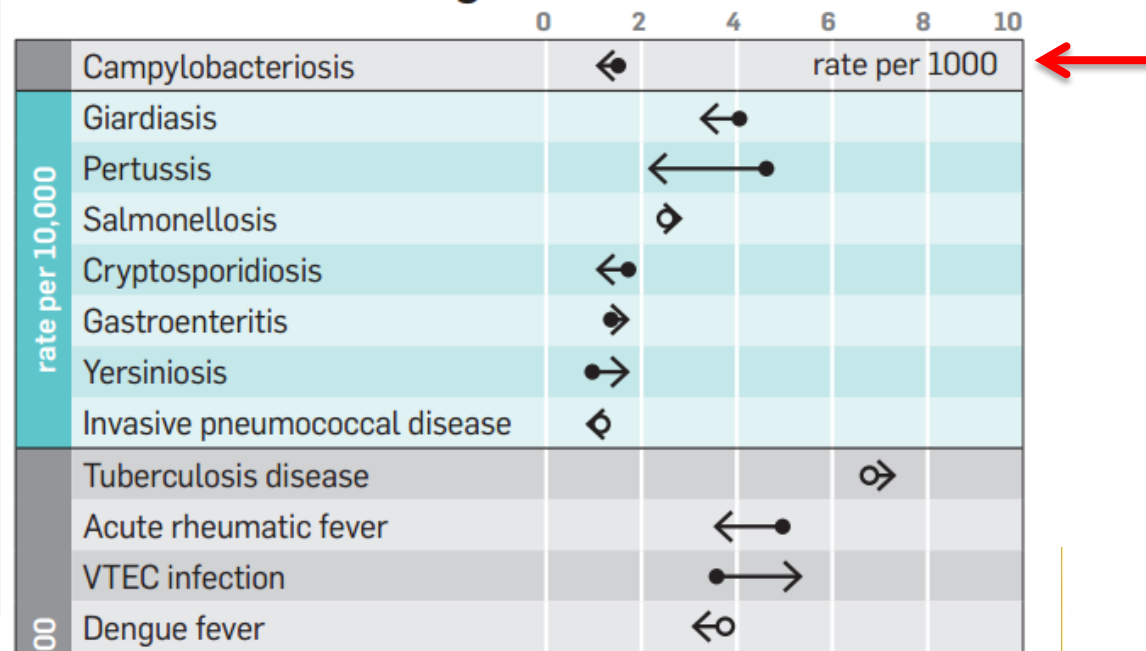 0 2 4 6 8 10
Campylobacteriosis rate per 1000
rate per 10,000
Giardiasis
Pertussis
Salmonellosis
Cryptosporidiosis
Gastroenteritis
Yersiniosis
Invasive pneumococcal disease
Tuberculosis disease
Acute rheumatic fever
VTEC infection
Dengue fever
00